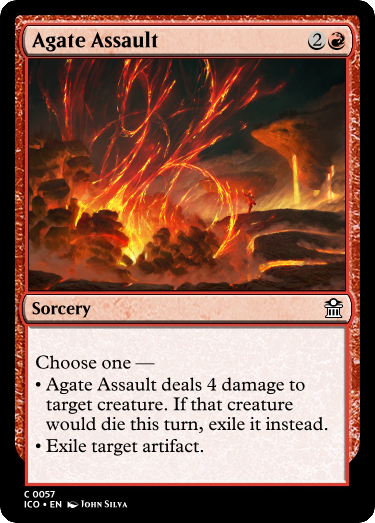 Agate Assault 2
Sorcery
Choose one —
• Agate Assault deals 4 damage to
target creature. If that creature
would die this turn, exile it instead.
• Exile target artifact.
C 0057
ICO • EN John Silva